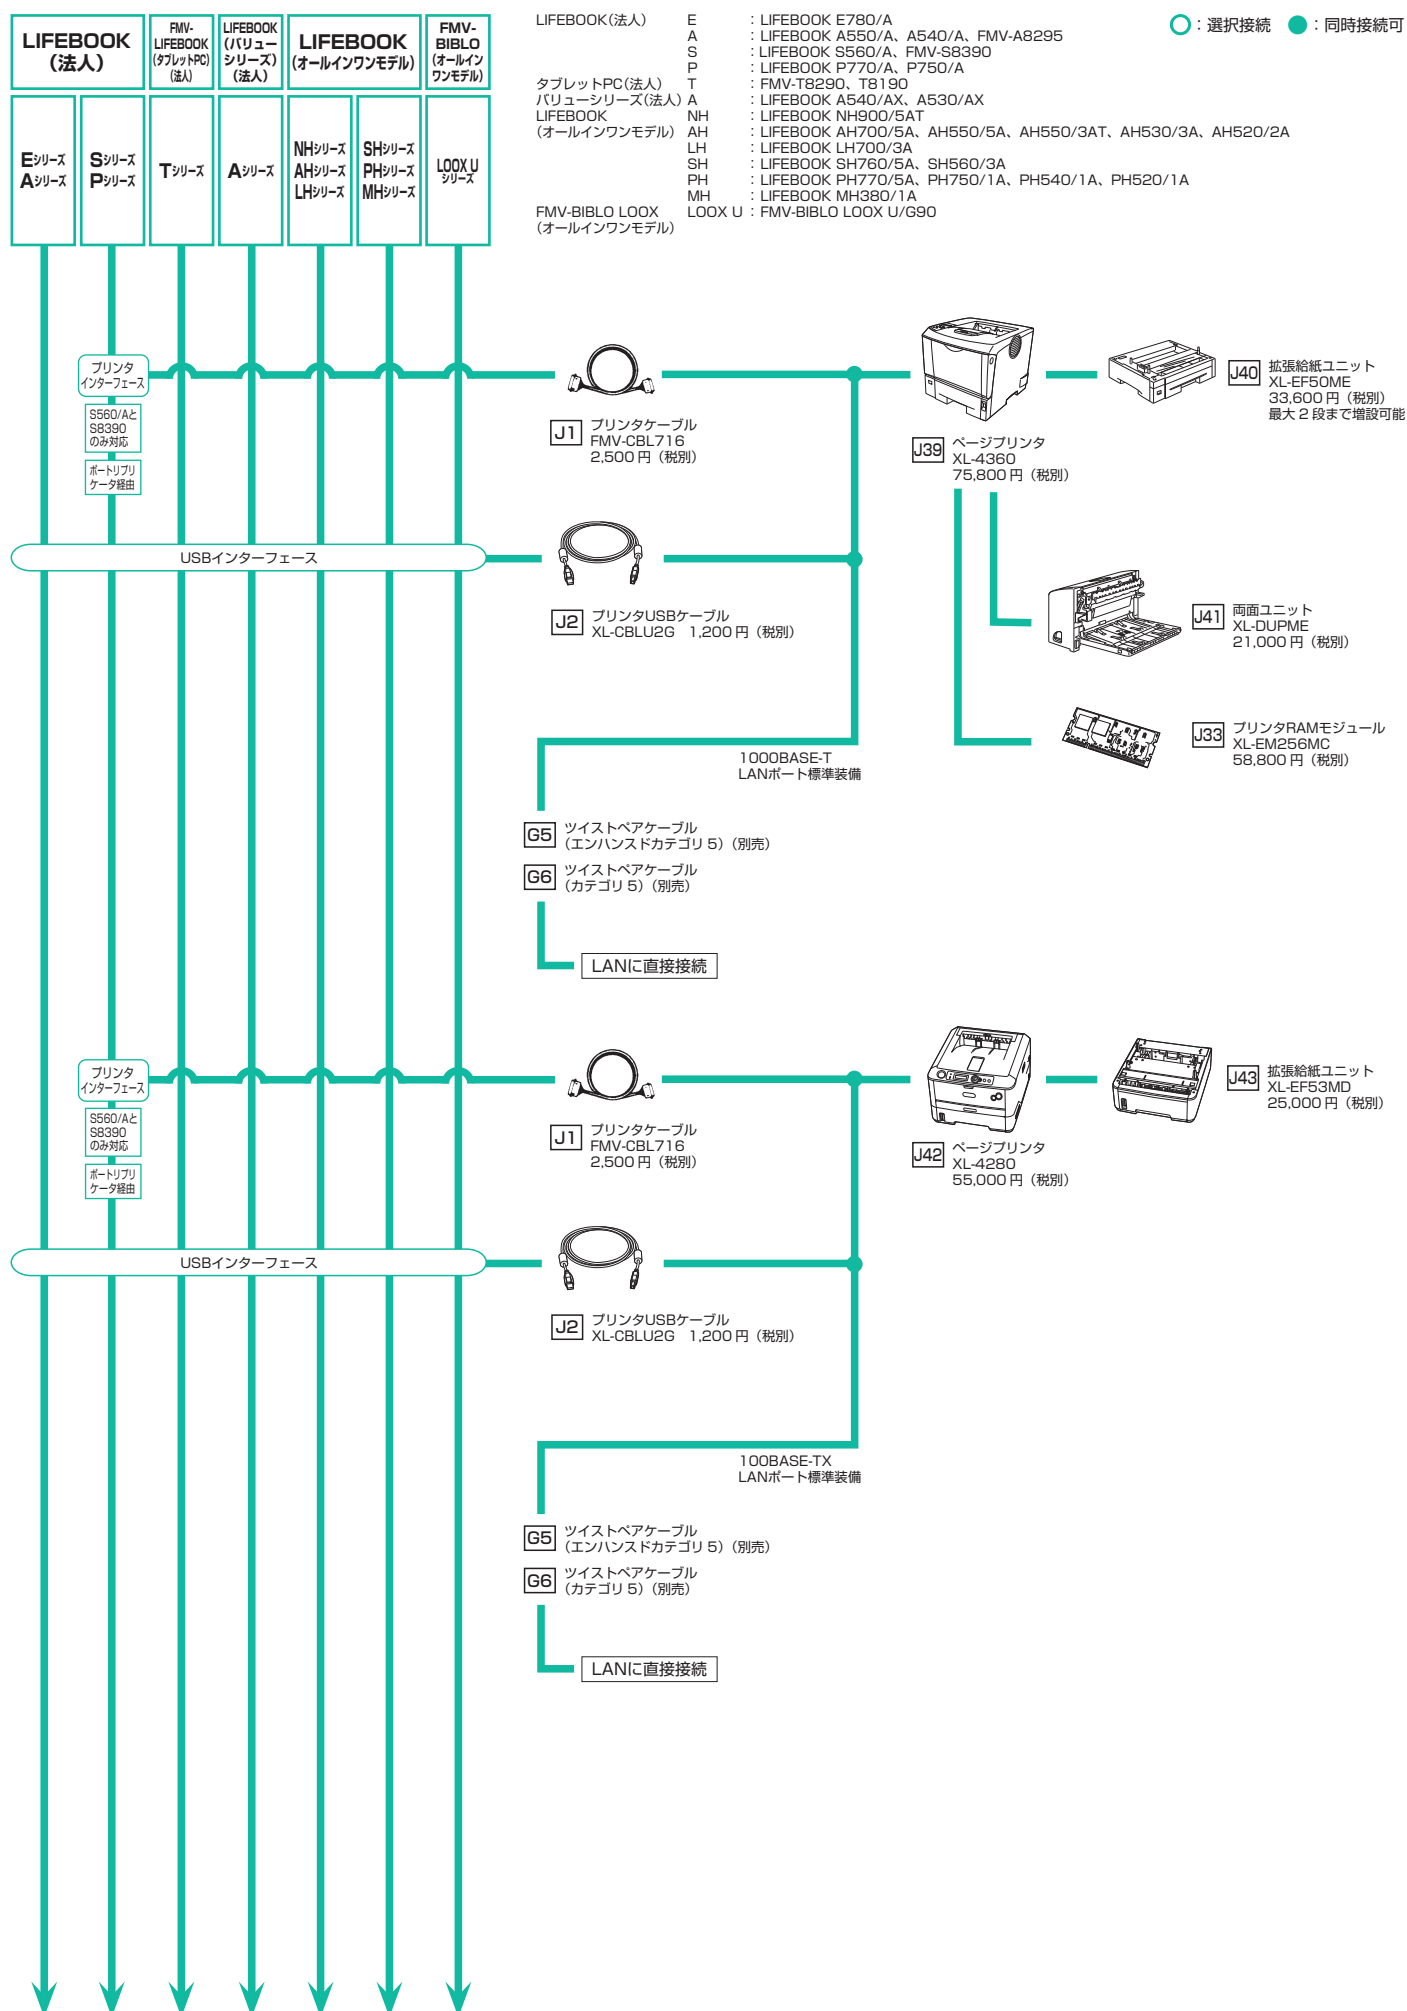 LIFEBOOK
(法人)
FMV-
LIFEBOOK
(タブレットPC)
(法人)
LIFEBOOK
(バリュー
シリーズ)
(法人)
LIFEBOOK
(オールインワンモデル)
FMV-
BIBLO
(オールイン
ワンモデル)
Eシリーズ
Aシリーズ
Sシリーズ
Pシリーズ
Tシリーズ
Aシリーズ
NHシリーズ
AHシリーズ
LHシリーズ
SHシリーズ
PHシリーズ
MHシリーズ
LOOX U
シリーズ
LIFEBOOK(法人) E : LIFEBOOK E780/A
A : LIFEBOOK A550/A、A540/A、FMV-A8295
S : LIFEBOOK S560/A、FMV-S8390
P : LIFEBOOK P770/A、P750/A
タブレットPC(法人) T : FMV-T8290、T8190
バリューシリーズ(法人) A : LIFEBOOK A540/AX、A530/AX
LIFEBOOK NH : LIFEBOOK NH900/5AT
(オールインワンモデル) AH : LIFEBOOK AH700/5A、AH550/5A、AH550/3AT、AH530/3A、AH520/2A
LH : LIFEBOOK LH700/3A
SH : LIFEBOOK SH760/5A、SH560/3A
PH : LIFEBOOK PH770/5A、PH750/1A、PH540/1A、PH520/1A
MH : LIFEBOOK MH380/1A
FMV-BIBLO LOOX LOOX U : FMV-BIBLO LOOX U/G90
(オールインワンモデル)
：選択接続 ：同時接続可
プリンタ
インターフェース
S560/Aと
S8390
のみ対応
ポートリプリ
ケータ経由
J1 プリンタケーブル
FMV-CBL716
2,500円（税別）
J39 ページプリンタ
XL-4360
75,800円（税別）
J40 拡張給紙ユニット
XL-EF50ME
33,600円（税別）
最大2段まで増設可能
USBインターフェース
J2 プリンタUSBケーブル
XL-CBLU2G 1,200円（税別）
J41 両面ユニット
XL-DUPME
21,000円（税別）
J33 プリンタRAMモジュール
XL-EM256MC
58,800円（税別）
1000BASE-T
LANポート標準装備
G5 ツイストペアケーブル
（エンハンスドカテゴリ5）（別売）
G6 ツイストペアケーブル
（カテゴリ5）（別売）
LANに直接接続
プリンタ
インターフェース
S560/Aと
S8390
のみ対応
ポートリプリ
ケータ経由
J1 プリンタケーブル
FMV-CBL716
2,500円（税別）
J42 ページプリンタ
XL-4280
55,000円（税別）
J43 拡張給紙ユニット
XL-EF53MD
25,000円（税別）
USBインターフェース
J2 プリンタUSBケーブル
XL-CBLU2G 1,200円（税別）
100BASE-TX
LANポート標準装備
G5 ツイストペアケーブル
（エンハンスドカテゴリ5）（別売）
G6 ツイストペアケーブル
（カテゴリ5）（別売）
LANに直接接続